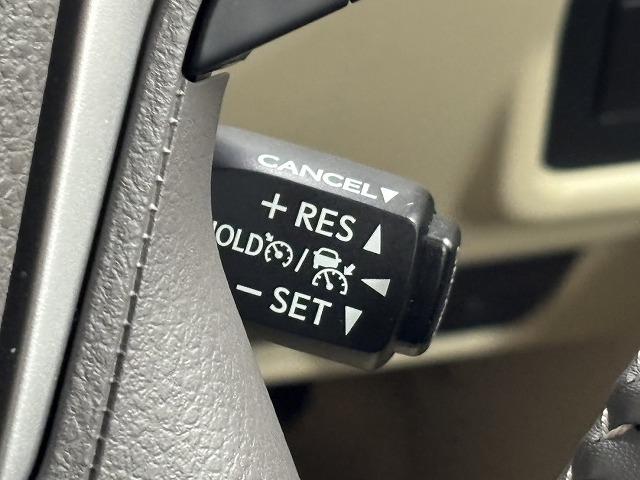 CANCEL▼
+ RES ▲
HOLD / ◀
− SET ▼